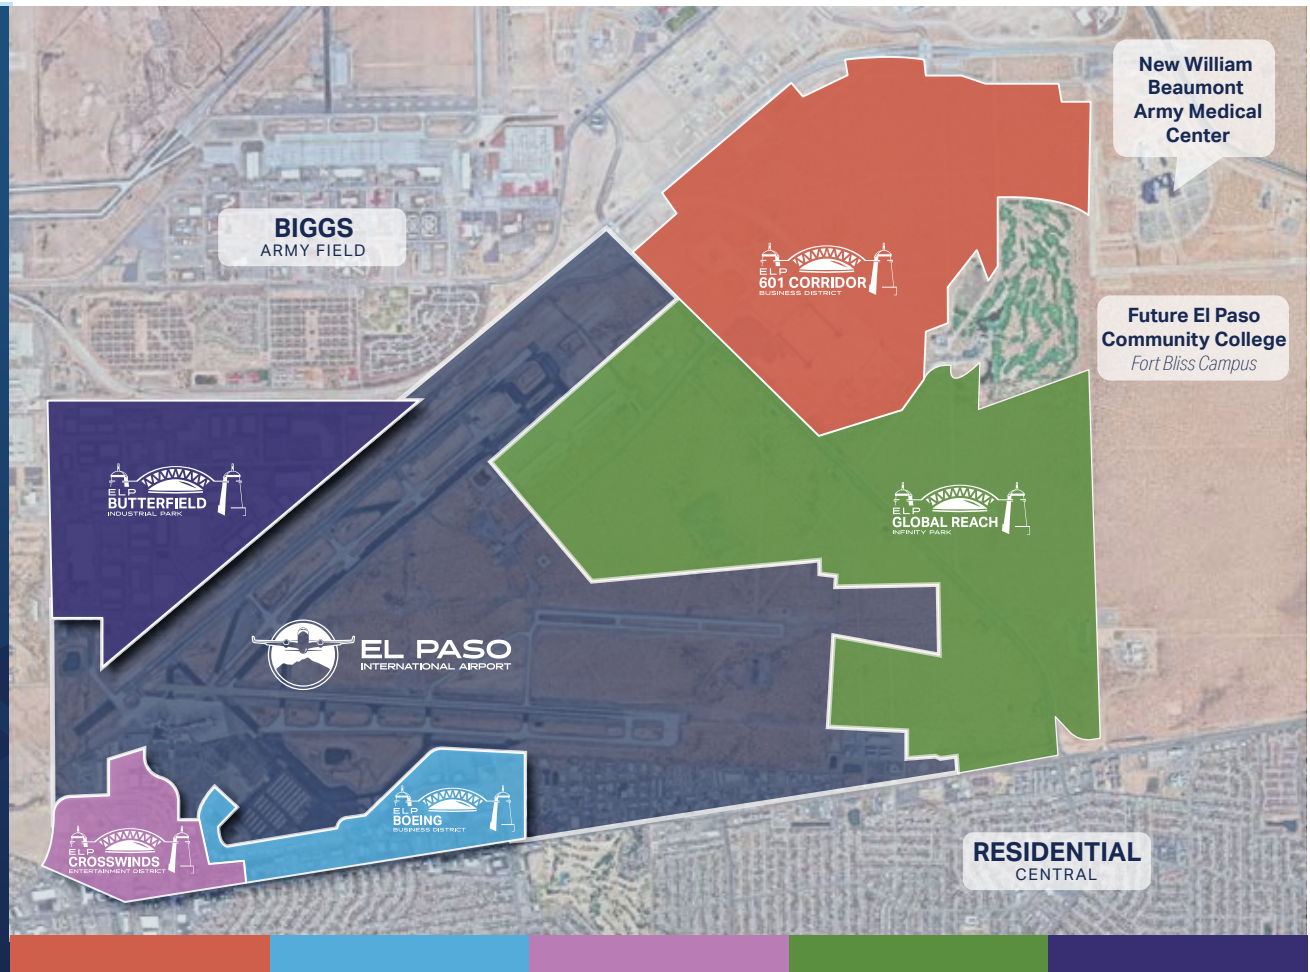 New William
Beaumont
Army Medical
Center
BIGGS
ARMY FIELD
ELP
601 CORRIDOR
BUSINESS DISTRICT
Future El Paso
Community College
Fort Bliss Campus
ELP
BUTTERFIELD
INDUSTRIAL PARK
ELP
GLOBAL REACH
INFINITY PARK
EL PASO
INTERNATIONAL AIRPORT
ELP
BOEING
BUSINESS DISTRICT
ELP
CROSSWINDS
ENTERTAINMENT DISTRICT
RESIDENTIAL
CENTRAL